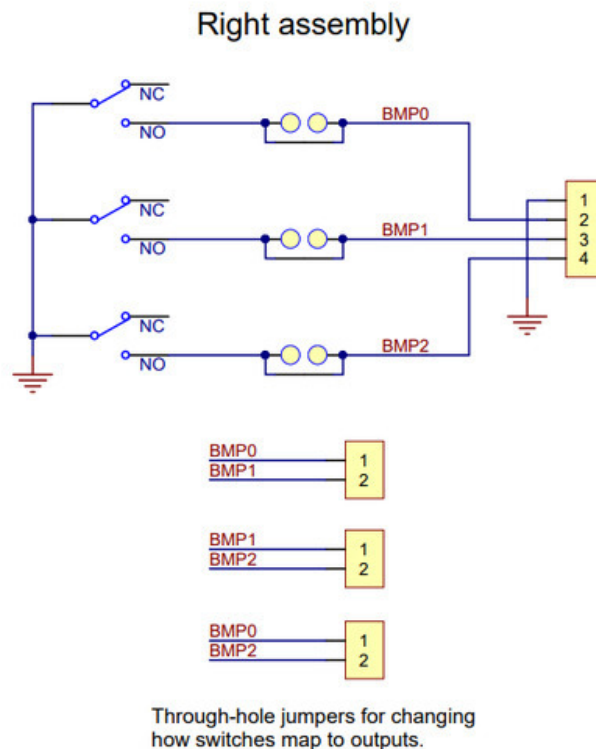 Right assembly
NC
NO
BMP0
NC
NO
BMP1
NC
NO
BMP2
1
2
3
4
BMP0
BMP1
1
2
BMP1
BMP2
1
2
BMP0
BMP2
1
2
Through-hole jumpers for changing
how switches map to outputs.